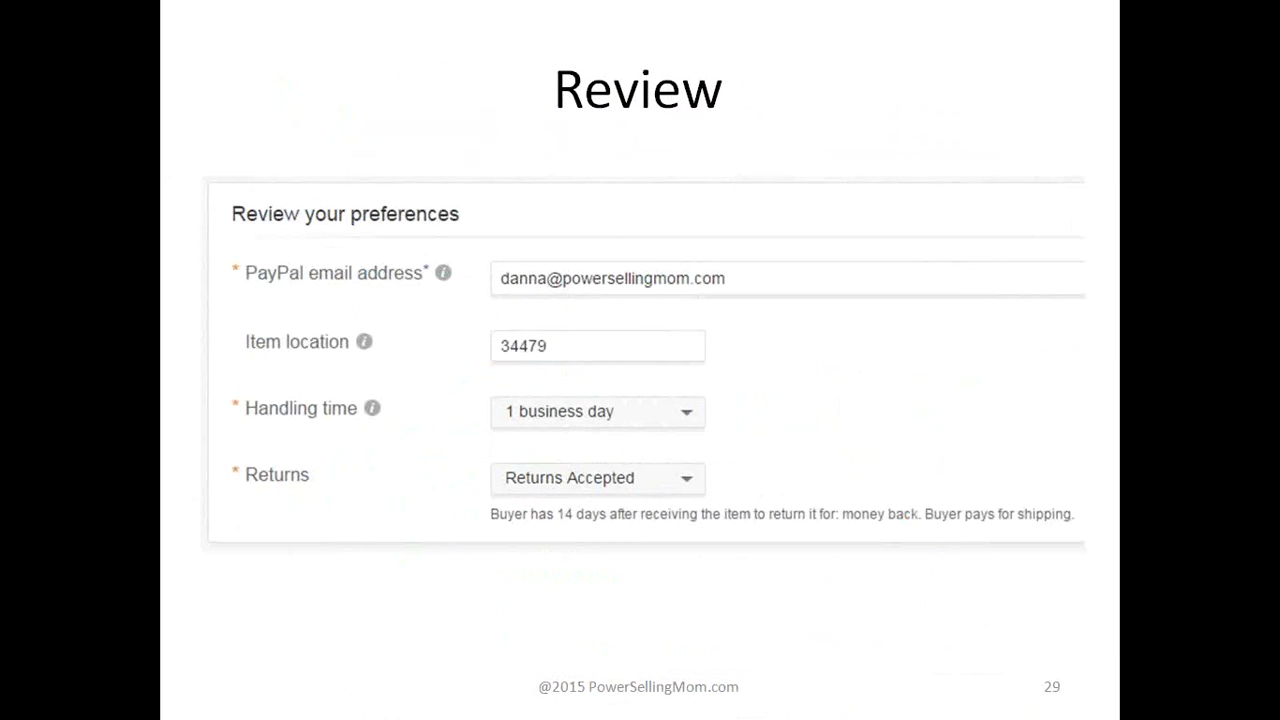 Review
Review your preferences
* PayPal email address* i danna@powersellingmom.com
Item location i 34479
* Handling time i 1 business day
* Returns Returns Accepted
Buyer has 14 days after receiving the item to return it for: money back. Buyer pays for shipping.
@2015 PowerSellingMom.com 29